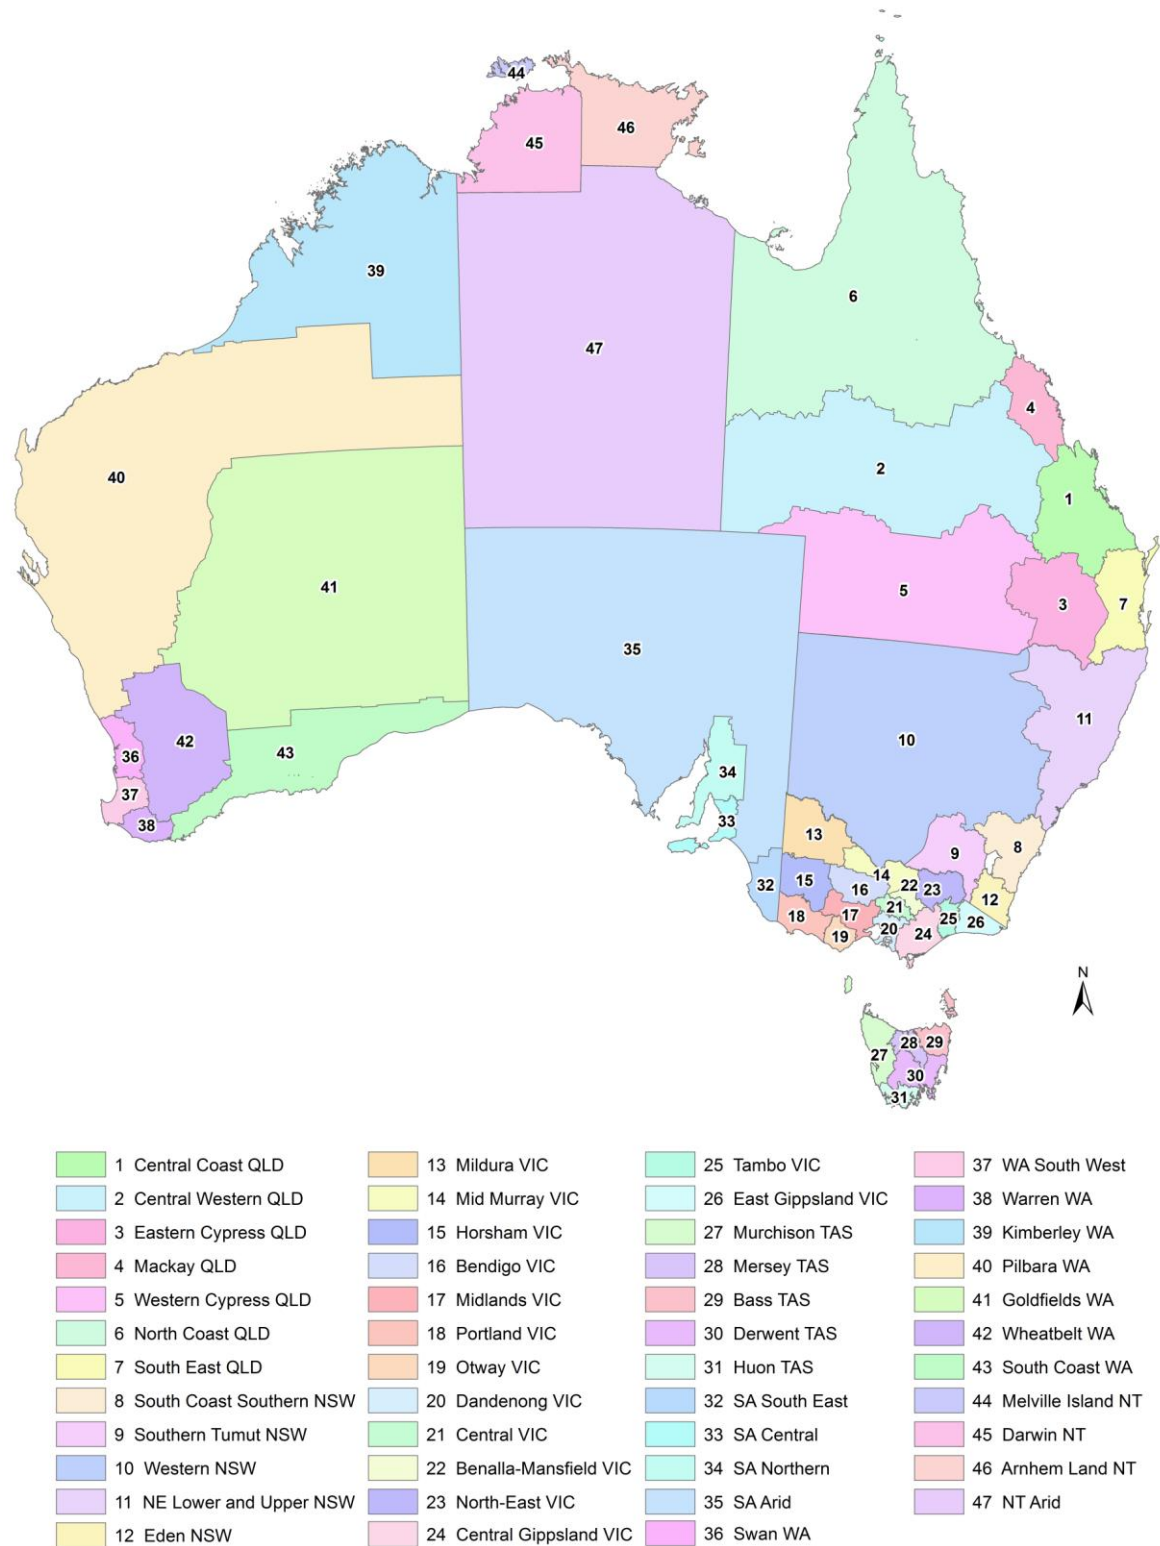 44
45
46
39
6
47
4
2
40
1
41
5
3
7
35
11
42
10
36
43
34
37
33
38
13
8
9
32
15
14
22
23
12
16
21
18
17
25
26
20
24
19
N
28
29
27
30
31
1 Central Coast QLD
2 Central Western QLD
3 Eastern Cypress QLD
4 Mackay QLD
5 Western Cypress QLD
6 North Coast QLD
7 South East QLD
8 South Coast Southern NSW
9 Southern Tumut NSW
10 Western NSW
11 NE Lower and Upper NSW
12 Eden NSW
13 Mildura VIC
14 Mid Murray VIC
15 Horsham VIC
16 Bendigo VIC
17 Midlands VIC
18 Portland VIC
19 Otway VIC
20 Dandenong VIC
21 Central VIC
22 Benalla-Mansfield VIC
23 North-East VIC
24 Central Gippsland VIC
25 Tambo VIC
26 East Gippsland VIC
27 Murchison TAS
28 Mersey TAS
29 Bass TAS
30 Derwent TAS
31 Huon TAS
32 SA South East
33 SA Central
34 SA Northern
35 SA Arid
36 Swan WA
37 WA South West
38 Warren WA
39 Kimberley WA
40 Pilbara WA
41 Goldfields WA
42 Wheatbelt WA
43 South Coast WA
44 Melville Island NT
45 Darwin NT
46 Arnhem Land NT
47 NT Arid